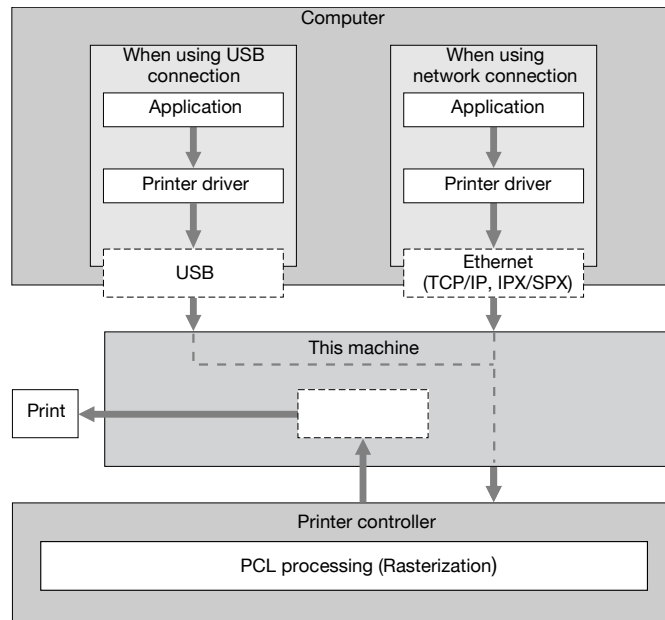 Computer
When using USB
connection
Application
Printer driver
USB
When using
network connection
Application
Printer driver
Ethernet
(TCP/IP, IPX/SPX)
This machine
Print
Printer controller
PCL processing (Rasterization)